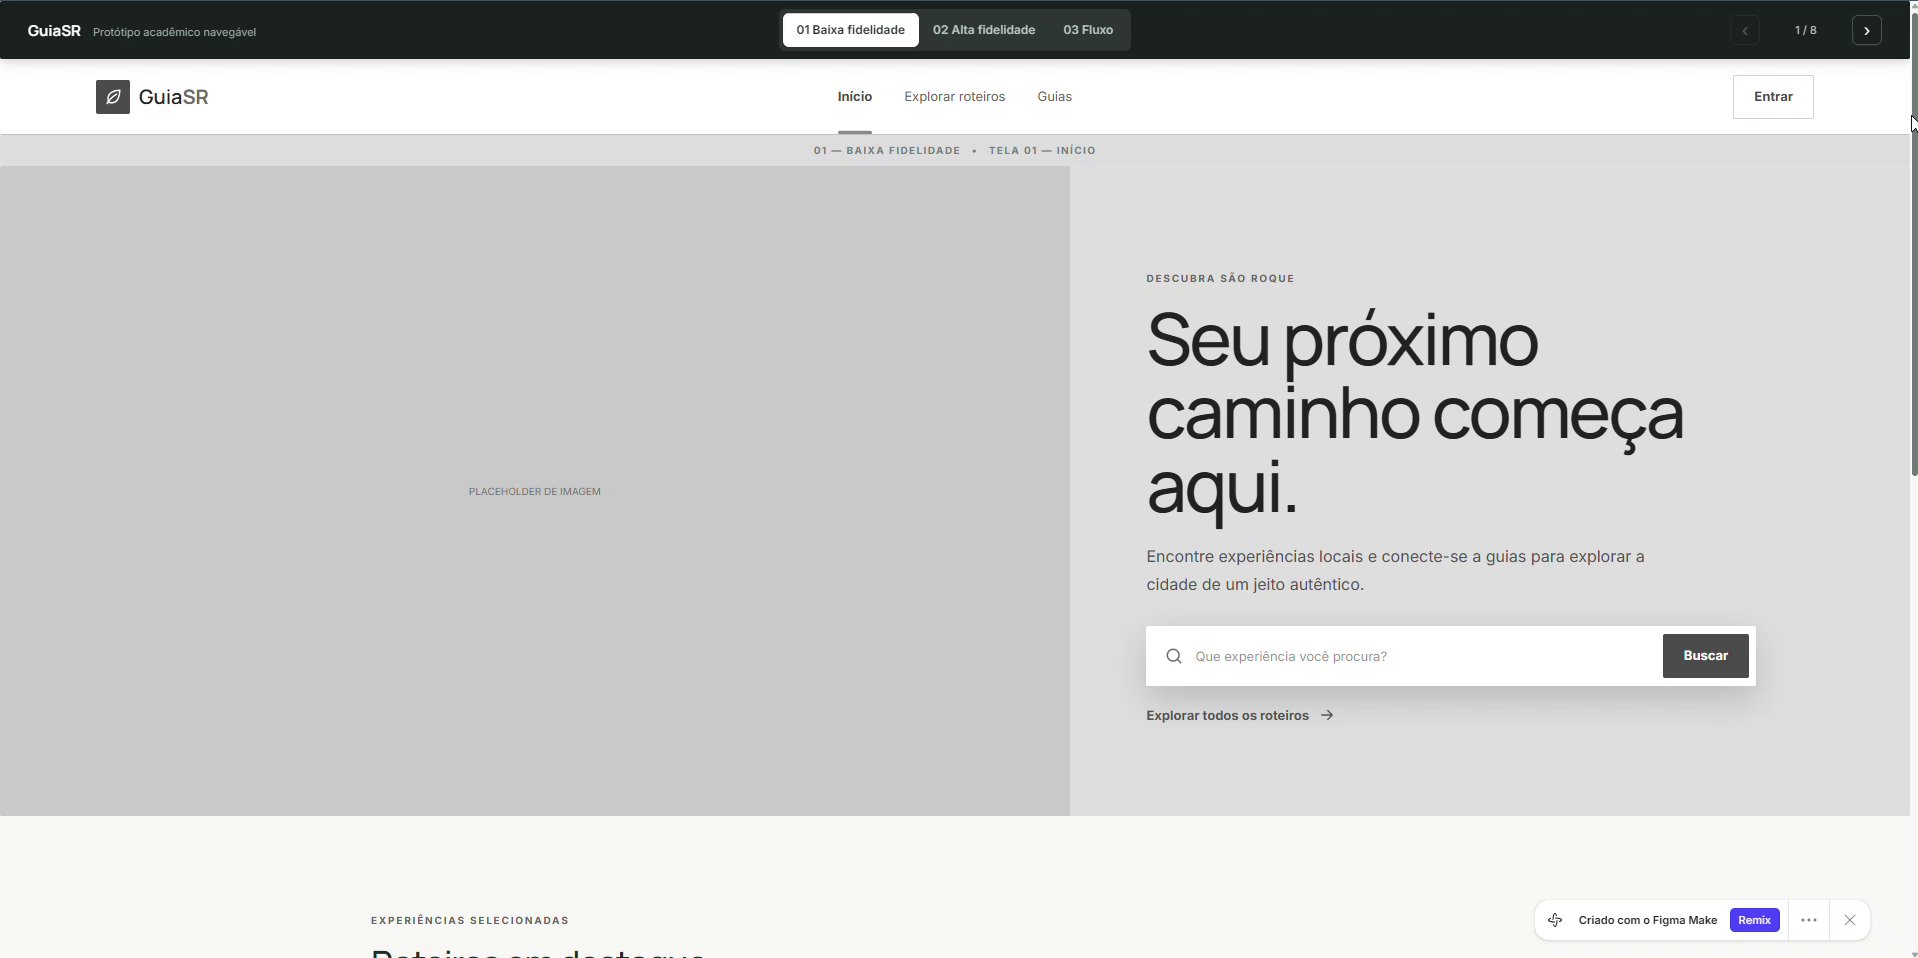 GuiaSR Protótipo acadêmico navegável
01 Baixa fidelidade 02 Alta fidelidade 03 Fluxo
‹ 1 / 8 ›
GuiaSR
Início Explorar roteiros Guias
Entrar
01 — BAIXA FIDELIDADE • TELA 01 — INÍCIO
PLACEHOLDER DE IMAGEM
DESCUBRA SÃO ROQUE
Seu próximo
caminho começa
aqui.
Encontre experiências locais e conecte-se a guias para explorar a
cidade de um jeito autêntico.
Que experiência você procura?
Buscar
Explorar todos os roteiros →
EXPERIÊNCIAS SELECIONADAS
Roteiros em destaque
Criado com o Figma Make Remix